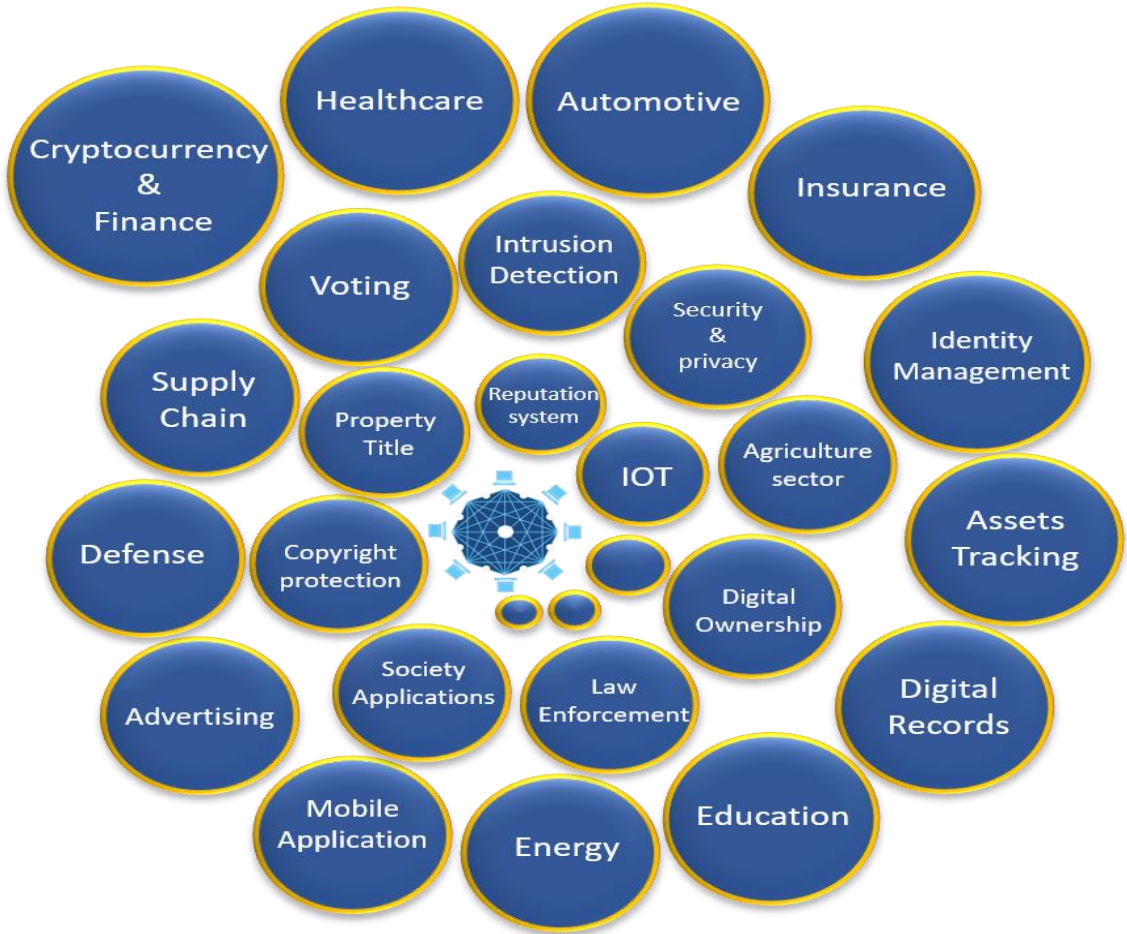 Healthcare
Automotive
Cryptocurrency
&
Finance
Insurance
Voting
Intrusion
Detection
Security
&
privacy
Identity
Management
Supply
Chain
Property
Title
Reputation
system
IOT
Agriculture
sector
Assets
Tracking
Defense
Copyright
protection
Digital
Ownership
Advertising
Society
Applications
Law
Enforcement
Digital
Records
Mobile
Application
Energy
Education